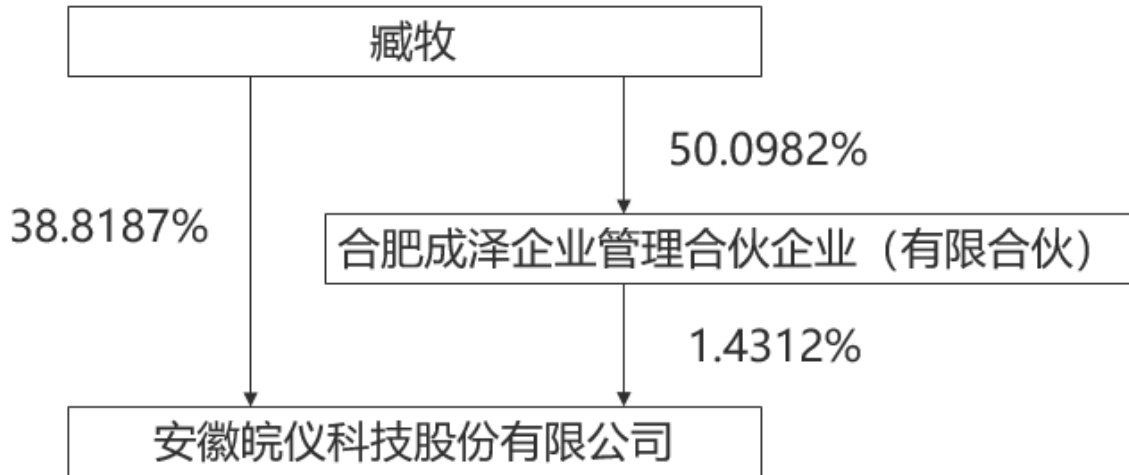 臧牧
50.0982%
38.8187%
合肥成泽企业管理合伙企业（有限合伙）
1.4312%
安徽皖仪科技股份有限公司